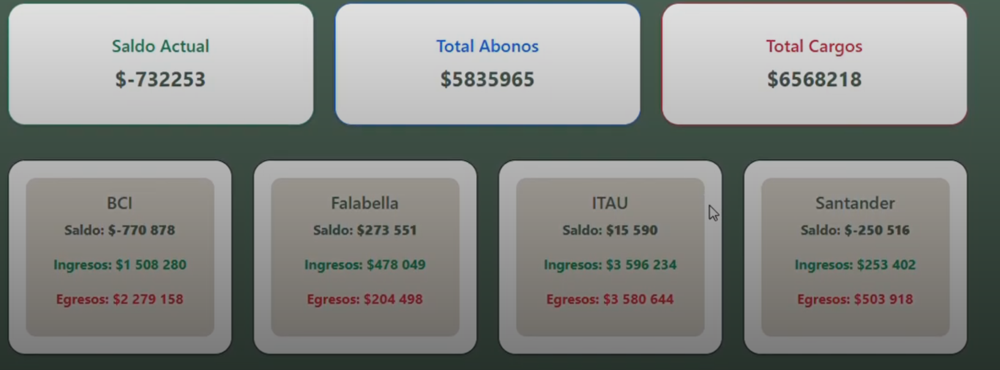 Saldo Actual
$-732253
Total Abonos
$5835965
Total Cargos
$6568218
BCI
Saldo: $-770 878
Ingresos: $1 508 280
Egresos: $2 279 158
Falabella
Saldo: $273 551
Ingresos: $478 049
Egresos: $204 498
ITAU
Saldo: $15 590
Ingresos: $3 596 234
Egresos: $3 580 644
Santander
Saldo: $-250 516
Ingresos: $253 402
Egresos: $503 918